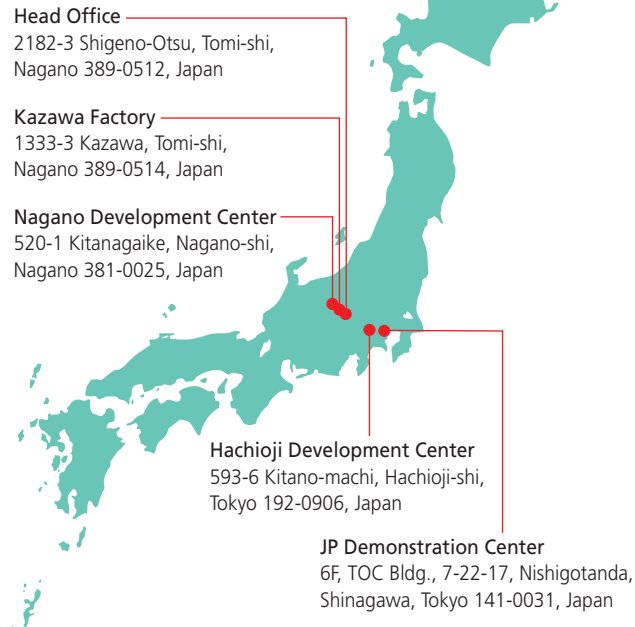 Head Office
2182-3 Shigeno-Otsu, Tomi-shi,
Nagano 389-0512, Japan
Kazawa Factory
1333-3 Kazawa, Tomi-shi,
Nagano 389-0514, Japan
Nagano Development Center
520-1 Kitanagaike, Nagano-shi,
Nagano 381-0025, Japan
Hachioji Development Center
593-6 Kitano-machi, Hachioji-shi,
Tokyo 192-0906, Japan
JP Demonstration Center
6F, TOC Bldg., 7-22-17, Nishigotanda,
Shinagawa, Tokyo 141-0031, Japan